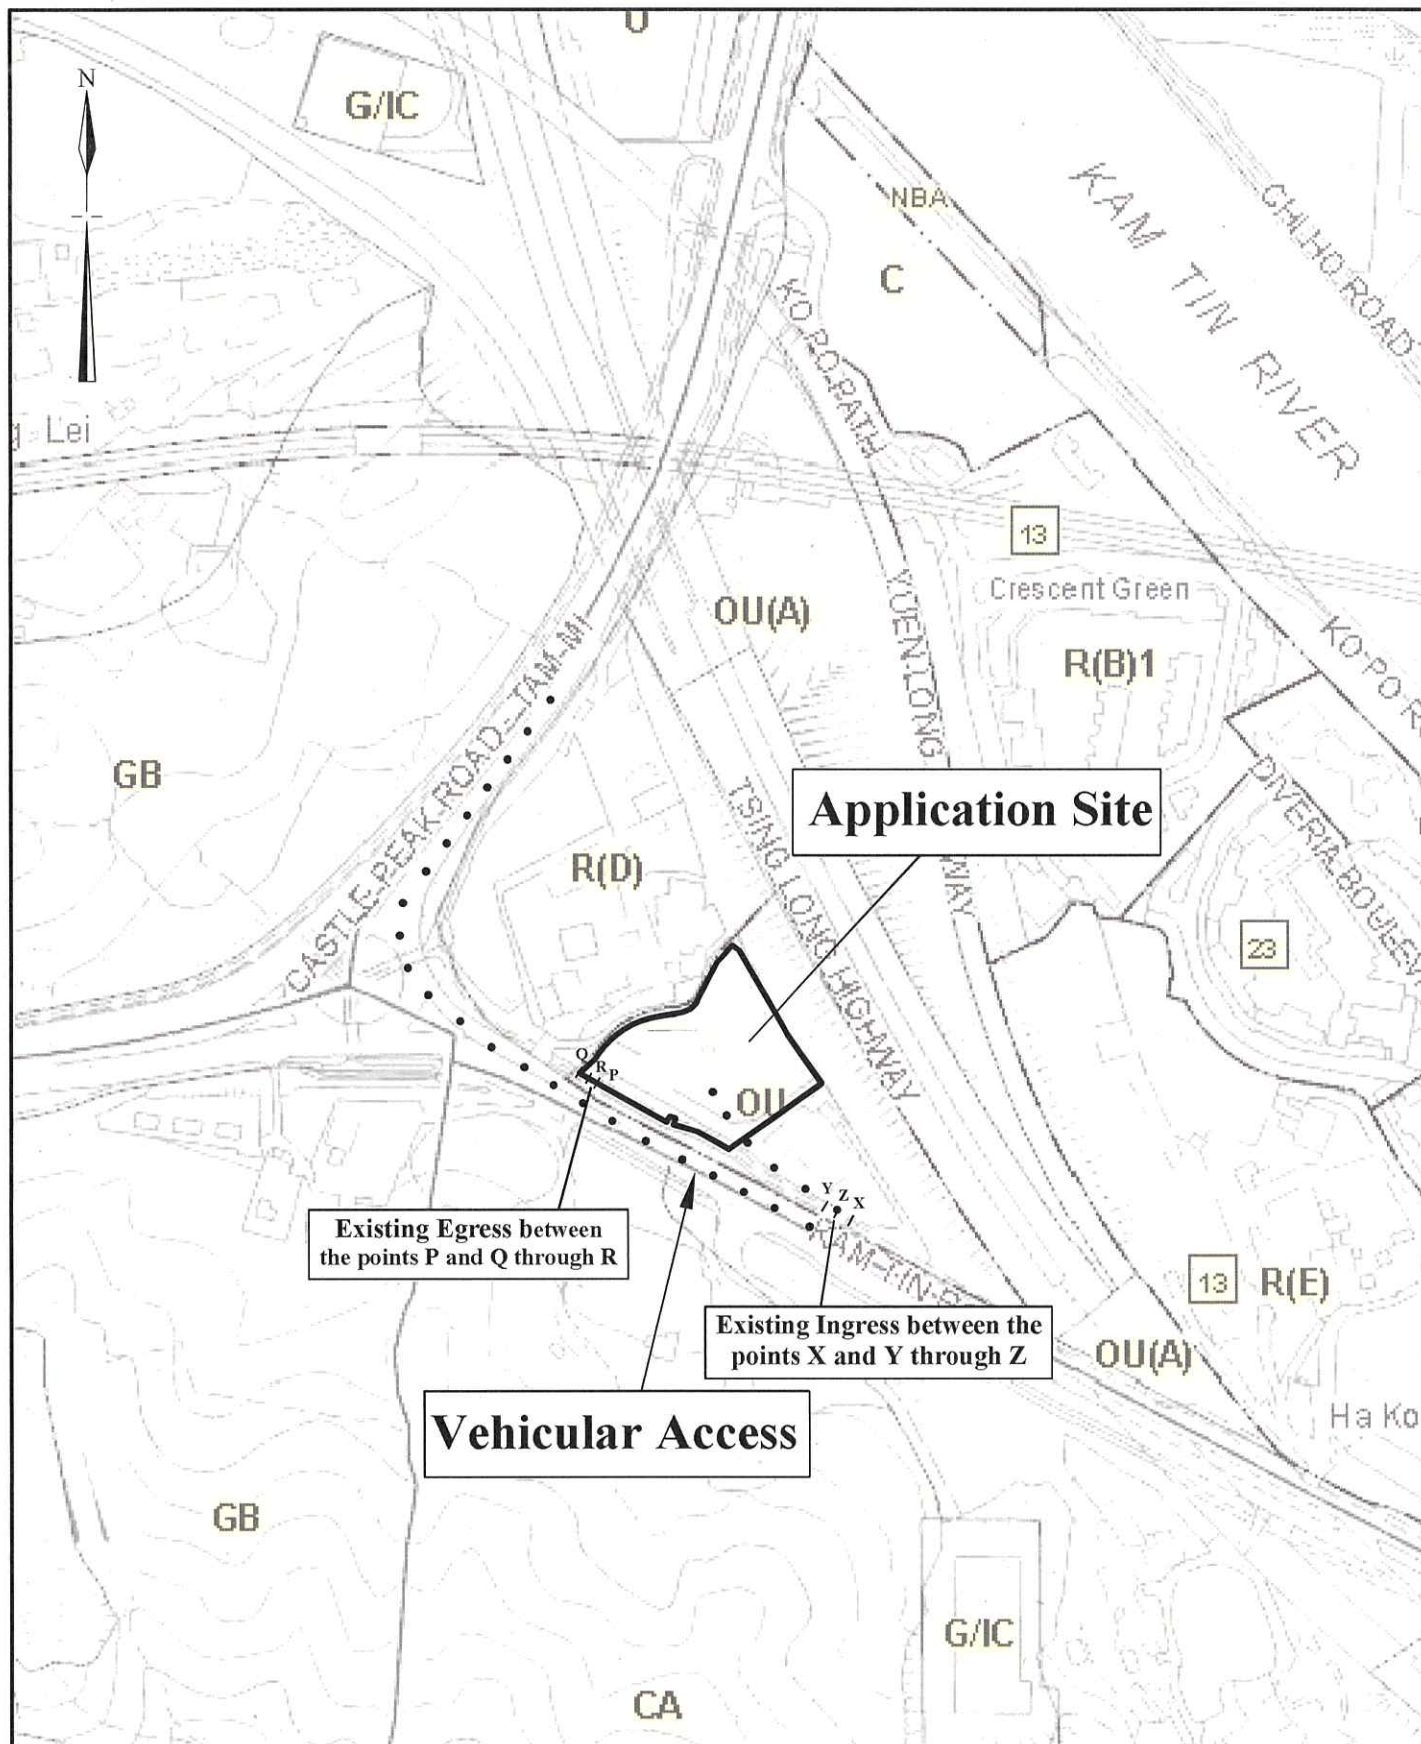 U
N
G/IC
NBA
C
KAM TIN RIVER
CHI HO ROAD
KO PO PATH
Lei
13
Crescent Green
OU(A)
R(B)1
YUEN LONG
KO PO
CASTLE PEAK ROAD - TAM MI
GB
Application Site
R(D)
TSING LONG HIGHWAY
WAY
DIVERIA BOULEV
23
Q
R
P
OU
Y
Z
X
Existing Egress between
the points P and Q through R
KAM TIN
13
R(E)
Existing Ingress between the
points X and Y through Z
OU(A)
Vehicular Access
Ha Ko
GB
G/IC
CA